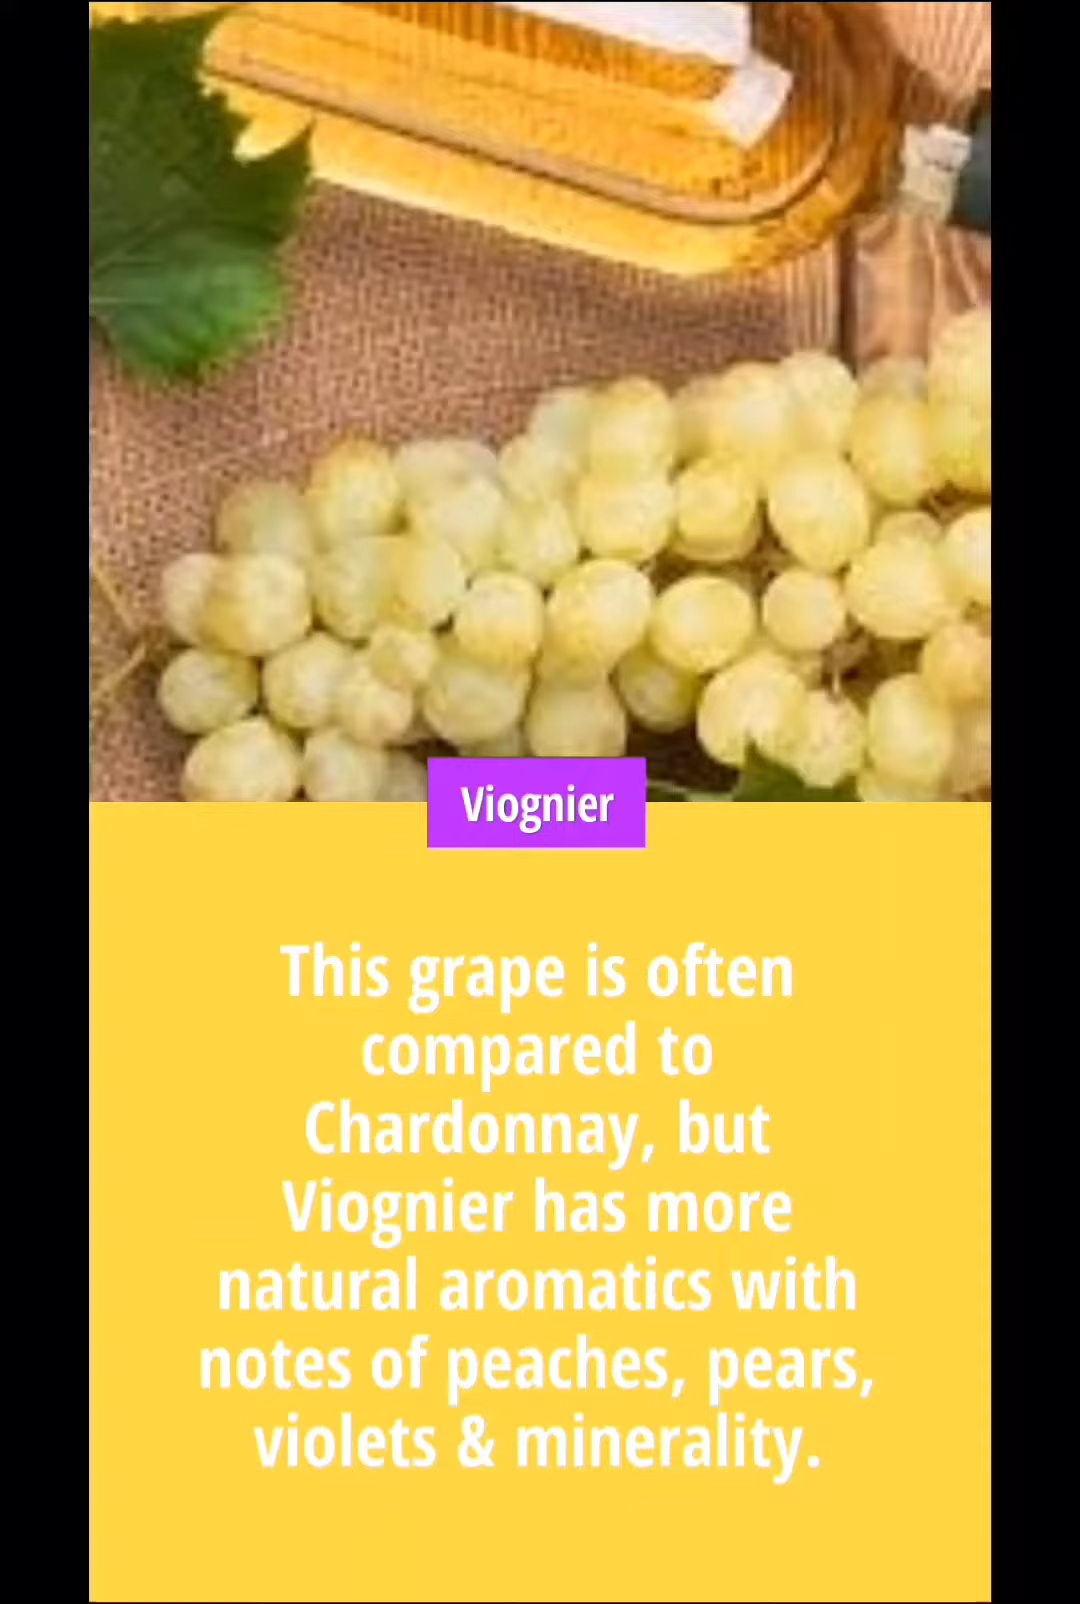 Viognier
This grape is often
compared to
Chardonnay, but
Viognier has more
natural aromatics with
notes of peaches, pears,
violets & minerality.